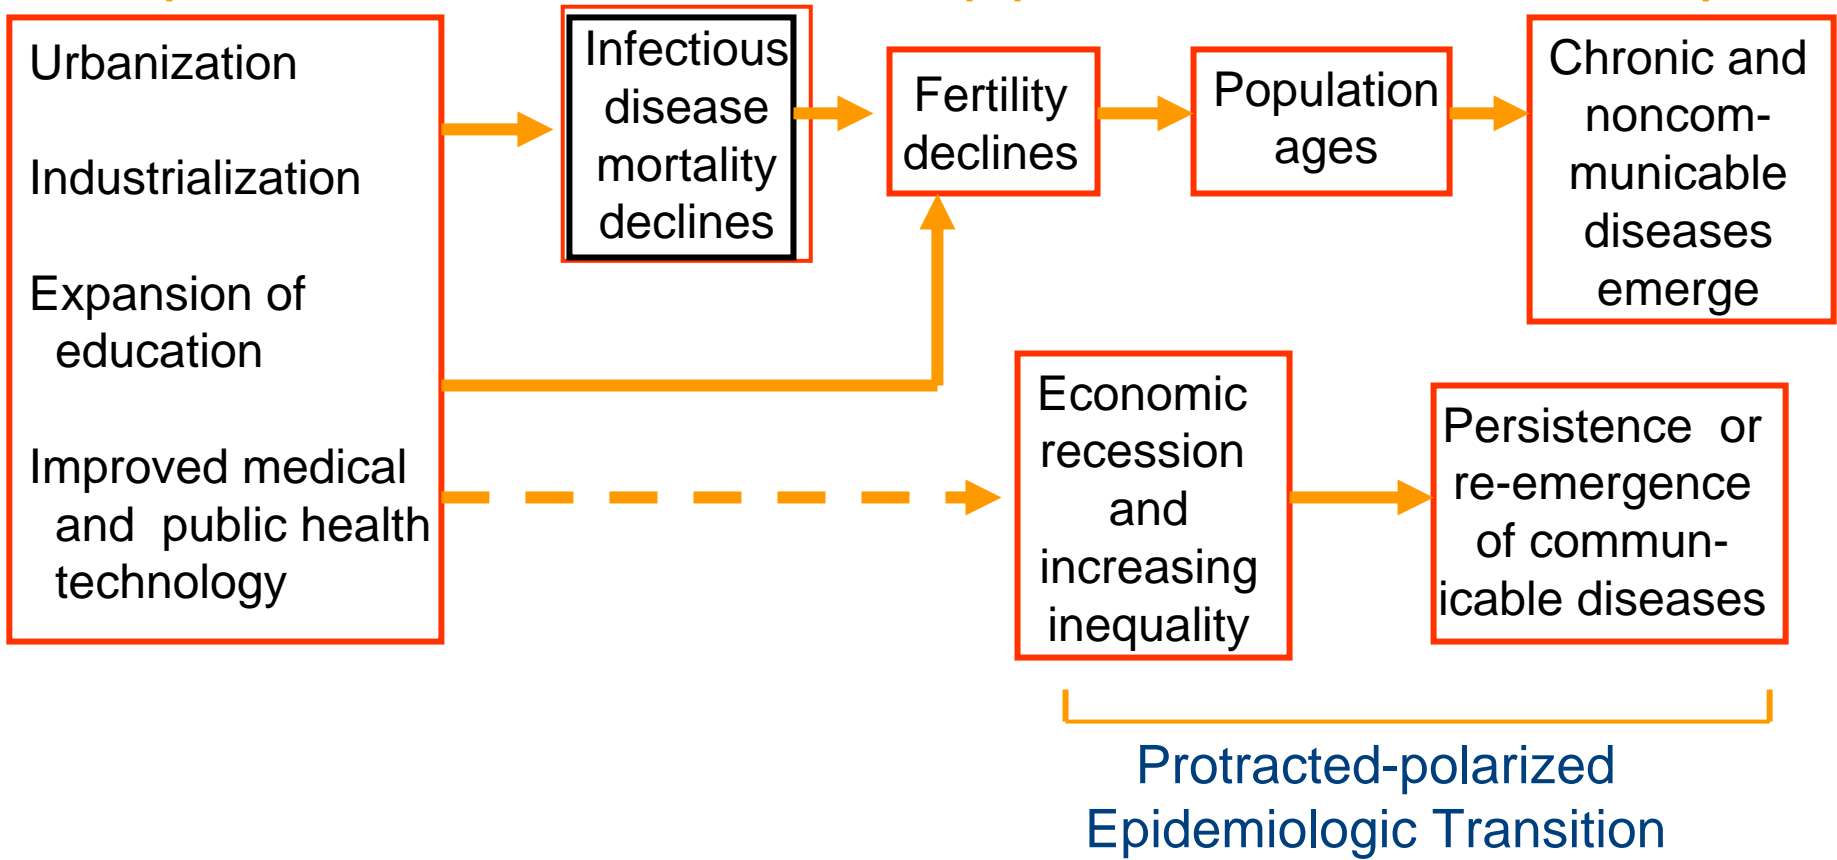 Urbanization
Industrialization
Expansion of
education
Improved medical
and public health
technology
Infectious
disease
mortality
declines
Fertility
declines
Population
ages
Chronic and
noncom-
municable
diseases
emerge
Economic
recession
and
increasing
inequality
Persistence or
re-emergence
of commun-
icable diseases
Protracted-polarized
Epidemiologic Transition